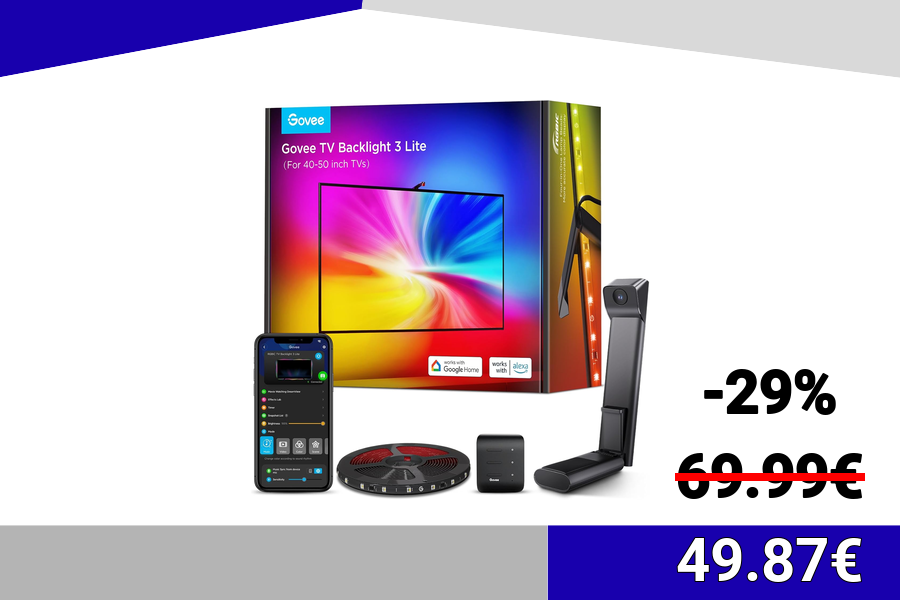 Govee
Govee TV Backlight 3 Lite
(For 40-50 inch TVs)
works with
Google Home
works
with
alexa
Govee
-29%
69.99€
49.87€